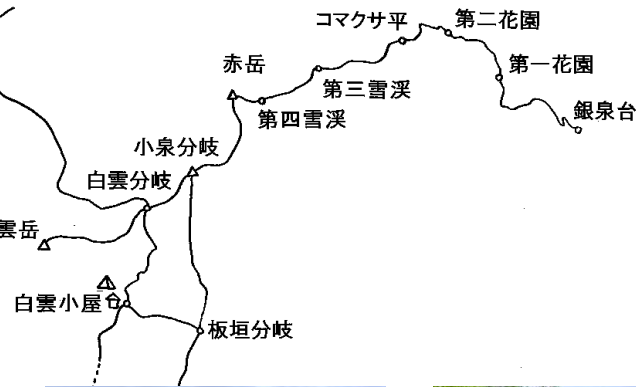 コマクサ平
第二花園
赤岳
第一花園
第三雪渓
銀泉台
第四雪渓
小泉分岐
白雲分岐
雲岳
白雲小屋
板垣分岐